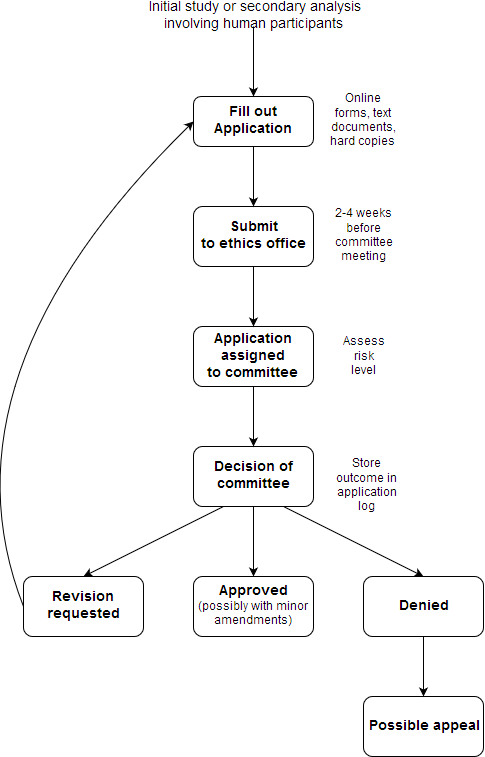 Initial study or secondary analysis
involving human participants
Fill out
Application
Online
forms, text
documents,
hard copies
Submit
to ethics office
2-4 weeks
before
committee
meeting
Application
assigned
to committee
Assess
risk
level
Decision of
committee
Store
outcome in
application
log
Revision
requested
Approved
(possibly with minor
amendments)
Denied
Possible appeal